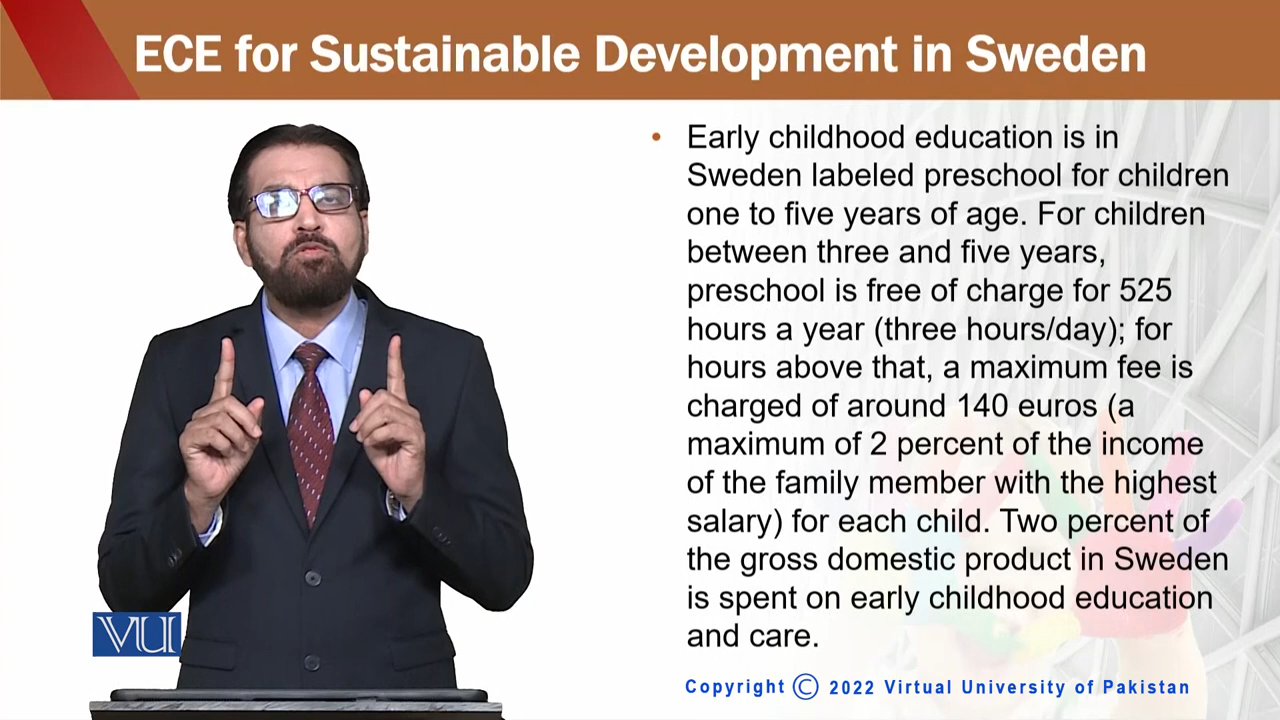 ECE for Sustainable Development in Sweden
• Early childhood education is in
Sweden labeled preschool for children
one to five years of age. For children
between three and five years,
preschool is free of charge for 525
hours a year (three hours/day); for
hours above that, a maximum fee is
charged of around 140 euros (a
maximum of 2 percent of the income
of the family member with the highest
salary) for each child. Two percent of
the gross domestic product in Sweden
is spent on early childhood education
and care.
VU
Copyright © 2022 Virtual University of Pakistan